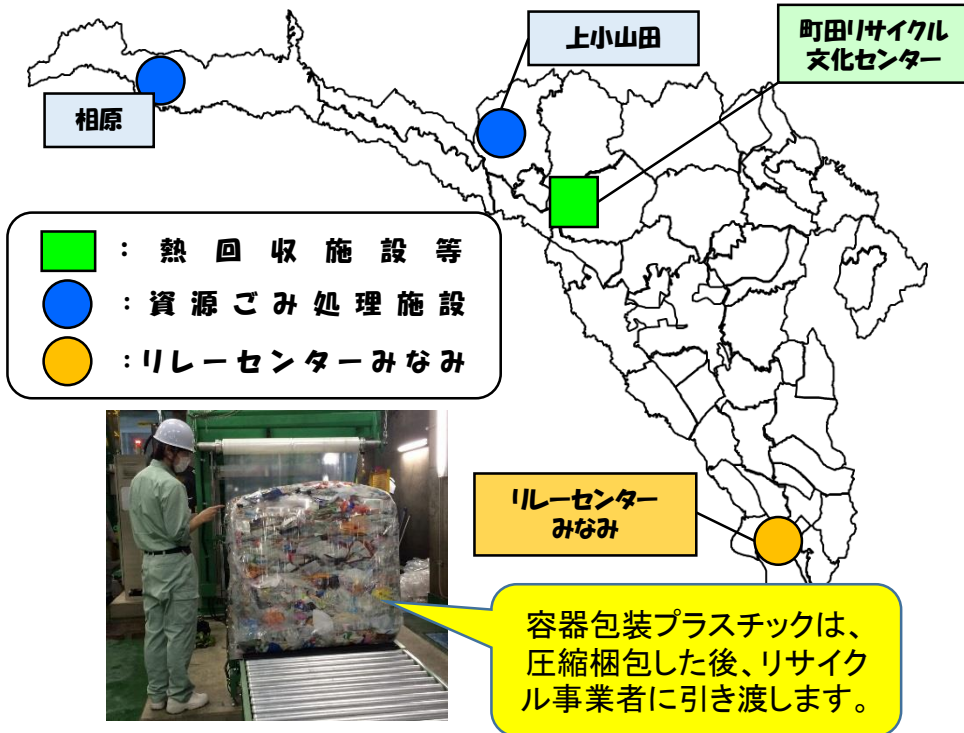 上小山田
町田リサイクル
文化センター
相原
：熱回収施設等
：資源ごみ処理施設
：リレーセンターみなみ
リレーセンター
みなみ
容器包装プラスチックは、
圧縮梱包した後、リサイク
ル事業者に引き渡します。